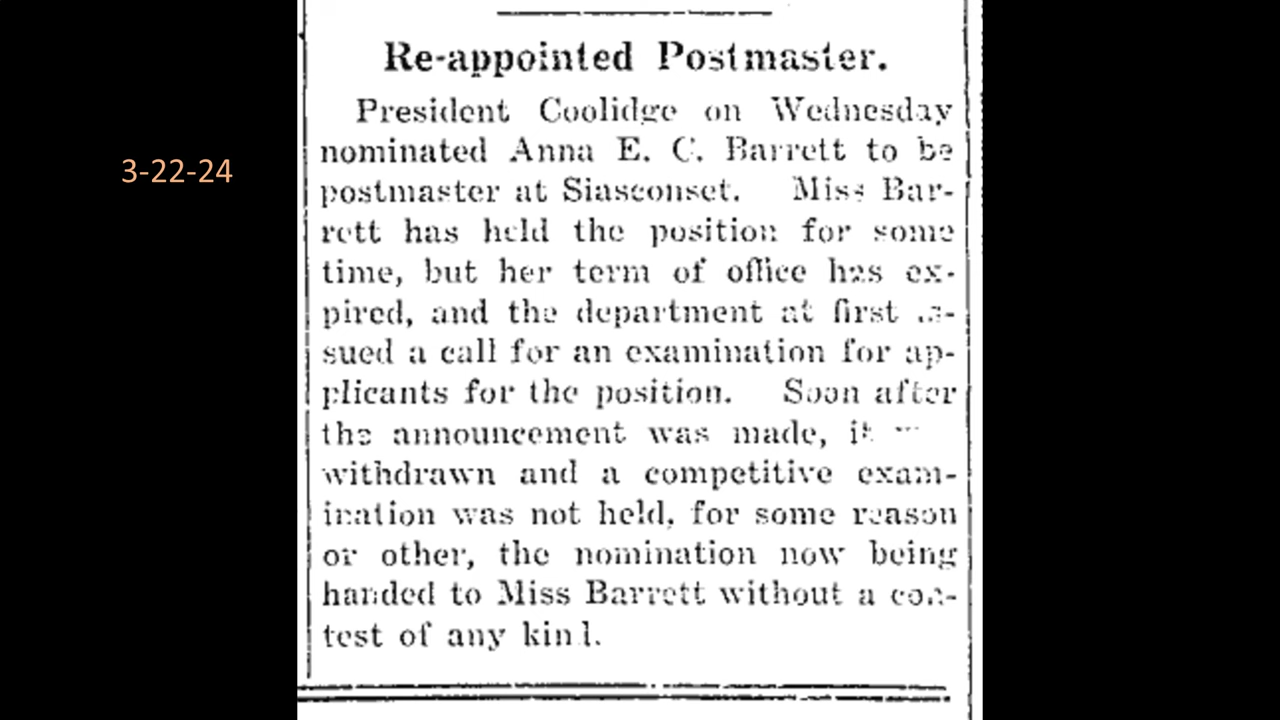 3-22-24
Re-appointed Postmaster.
President Coolidge on Wednesday
nominated Anna E. C. Barrett to be
postmaster at Siasconset. Miss Bar-
rett has held the position for some
time, but her term of office has ex-
pired, and the department at first is-
sued a call for an examination for ap-
plicants for the position. Soon after
the announcement was made, it
withdrawn and a competitive exam-
ination was not held, for some reason
or other, the nomination now being
handed to Miss Barrett without a con-
test of any kind.